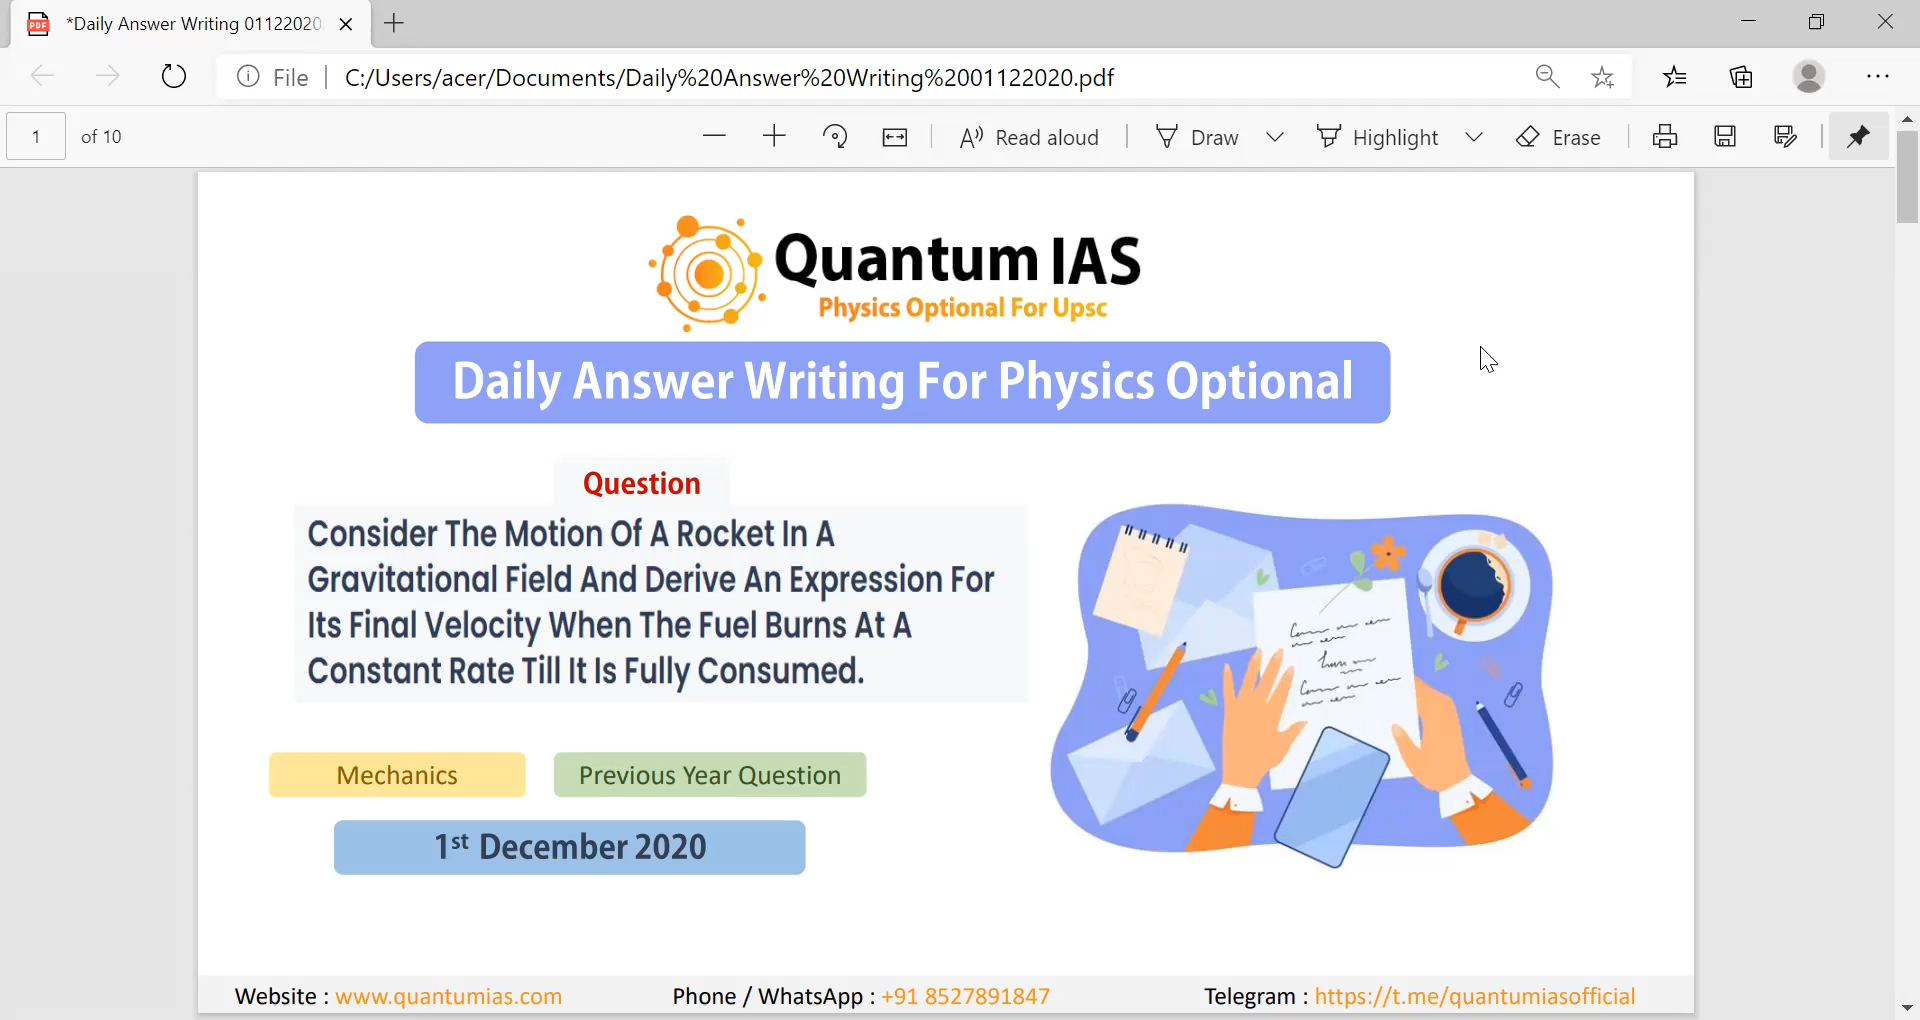 PDF *Daily Answer Writing 01122020
File C:/Users/acer/Documents/Daily%20Answer%20Writing%2001122020.pdf
1 of 10 Read aloud Draw Highlight Erase
Quantum IAS
Physics Optional For Upsc
Daily Answer Writing For Physics Optional
Question
Consider The Motion Of A Rocket In A
Gravitational Field And Derive An Expression For
Its Final Velocity When The Fuel Burns At A
Constant Rate Till It Is Fully Consumed.
Mechanics Previous Year Question
1st December 2020
Website : www.quantumias.com Phone / WhatsApp : +91 8527891847 Telegram : https://t.me/quantumiasofficial